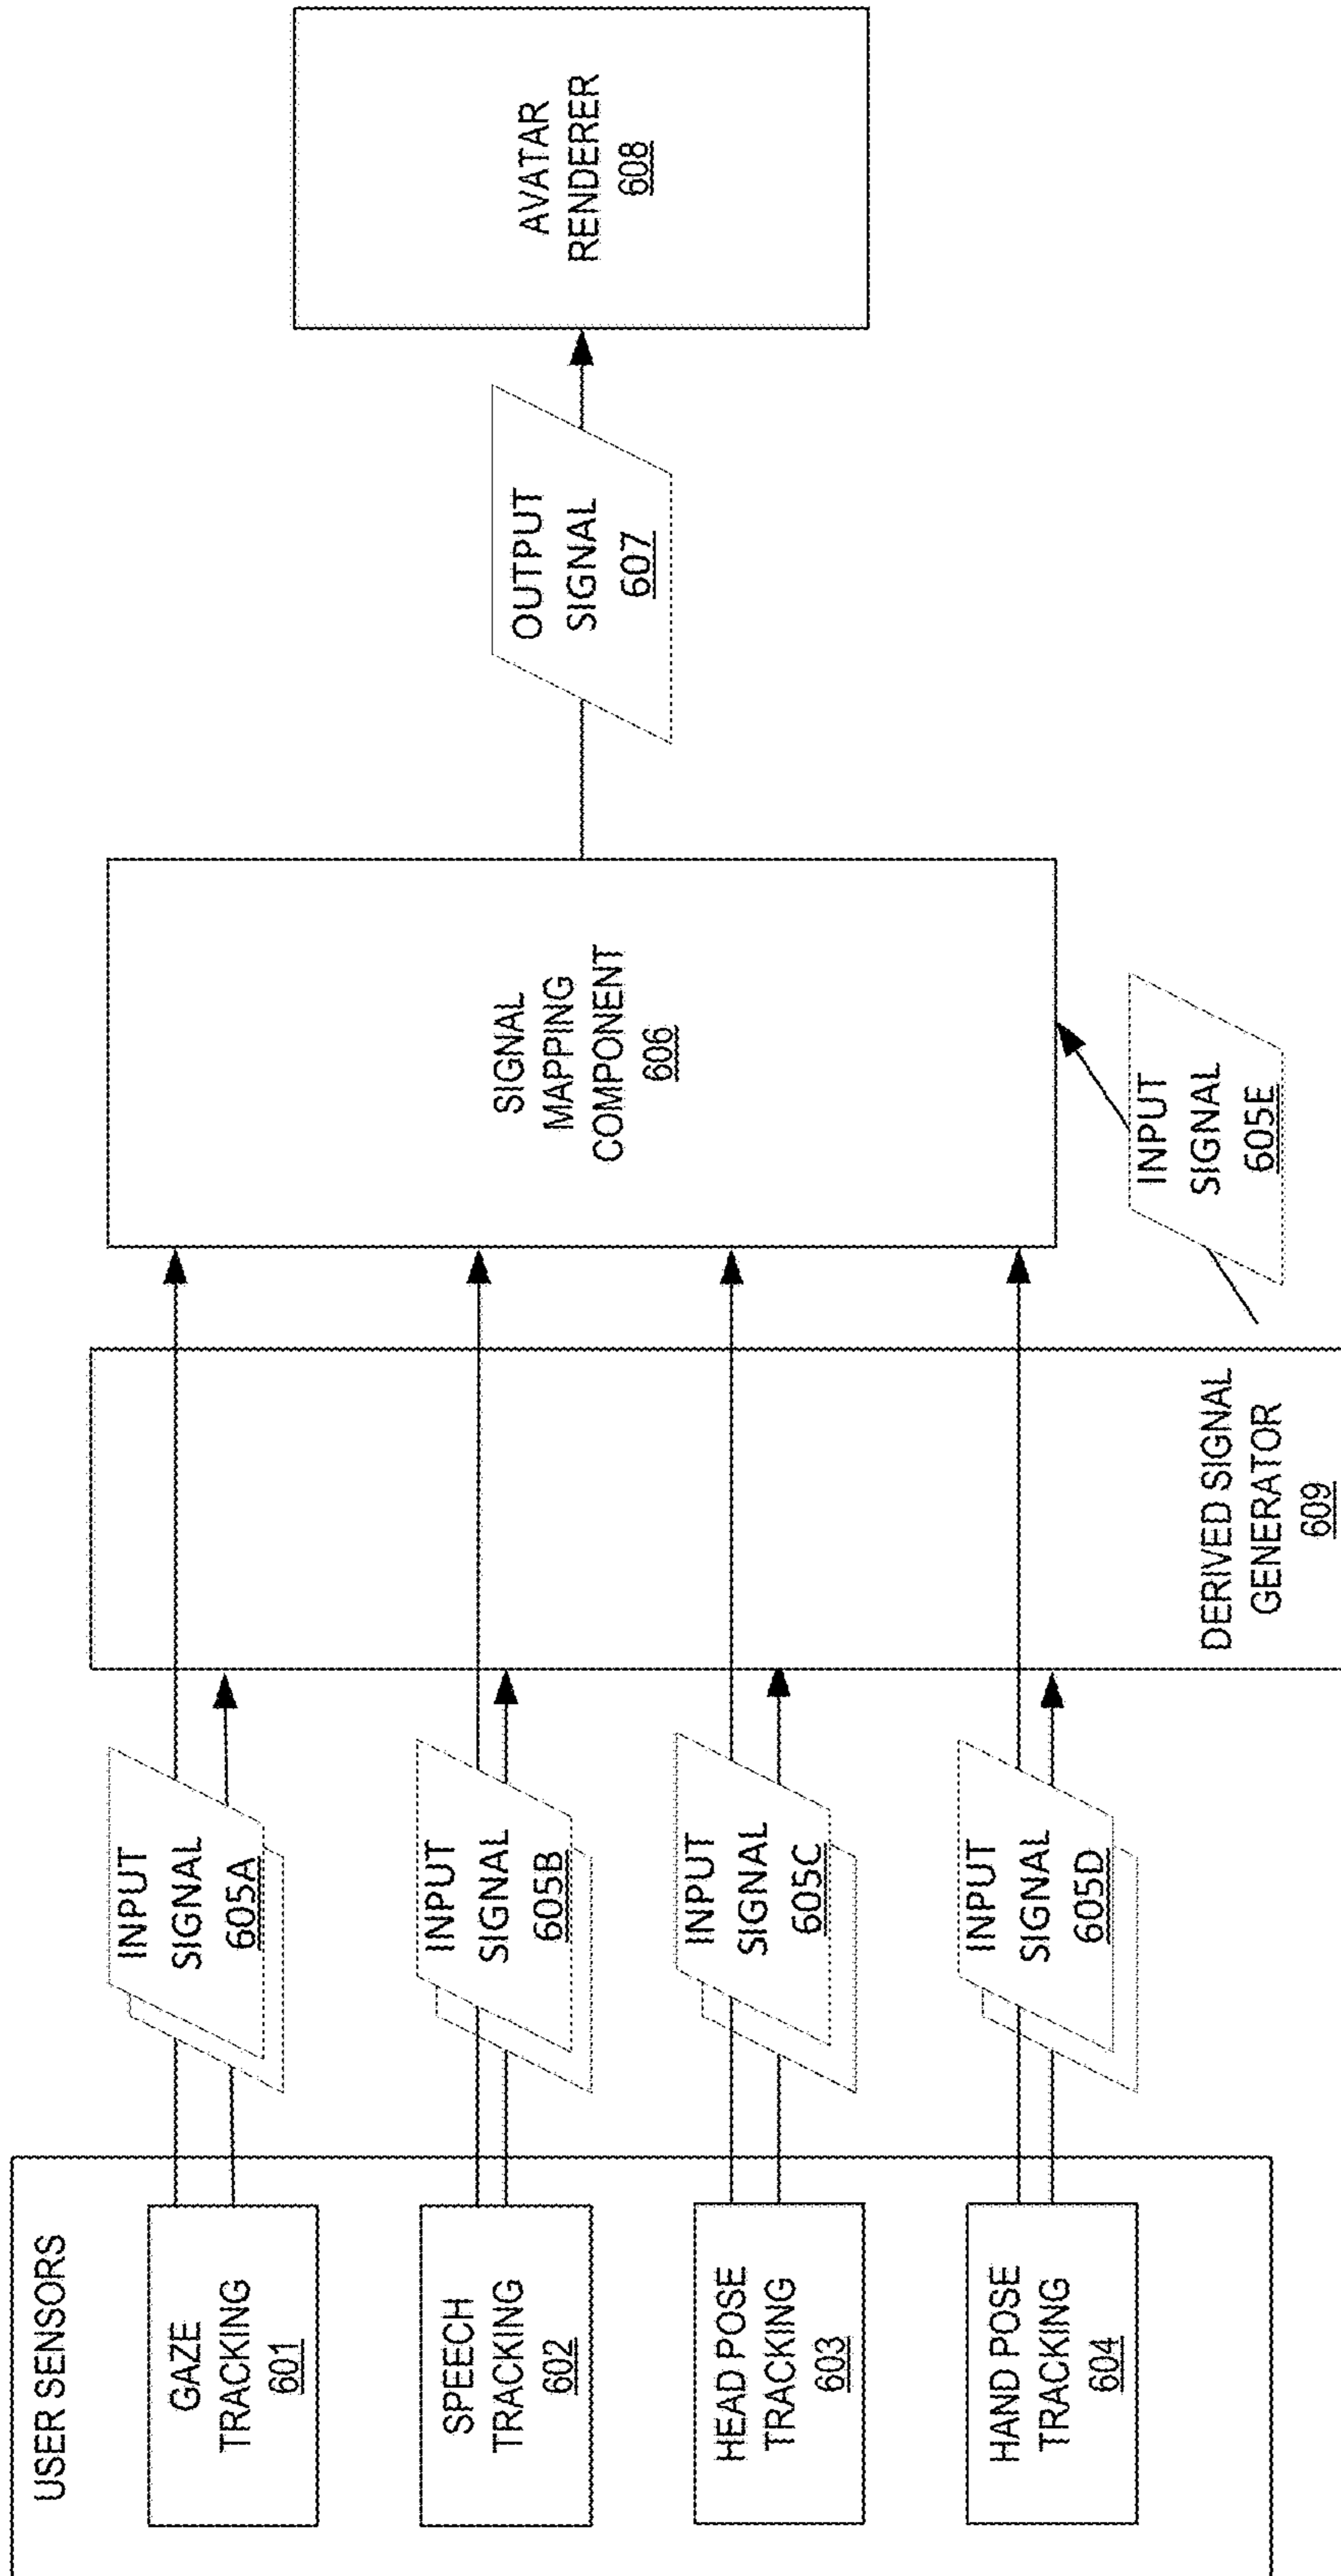 USER SENSORS
GAZE
TRACKING
601
SPEECH
TRACKING
602
HEAD POSE
TRACKING
603
HAND POSE
TRACKING
604
INPUT
SIGNAL
605A
INPUT
SIGNAL
605B
INPUT
SIGNAL
605C
INPUT
SIGNAL
605D
DERIVED SIGNAL
GENERATOR
609
INPUT
SIGNAL
605E
SIGNAL
MAPPING
COMPONENT
606
OUTPUT
SIGNAL
607
AVATAR
RENDERER
608